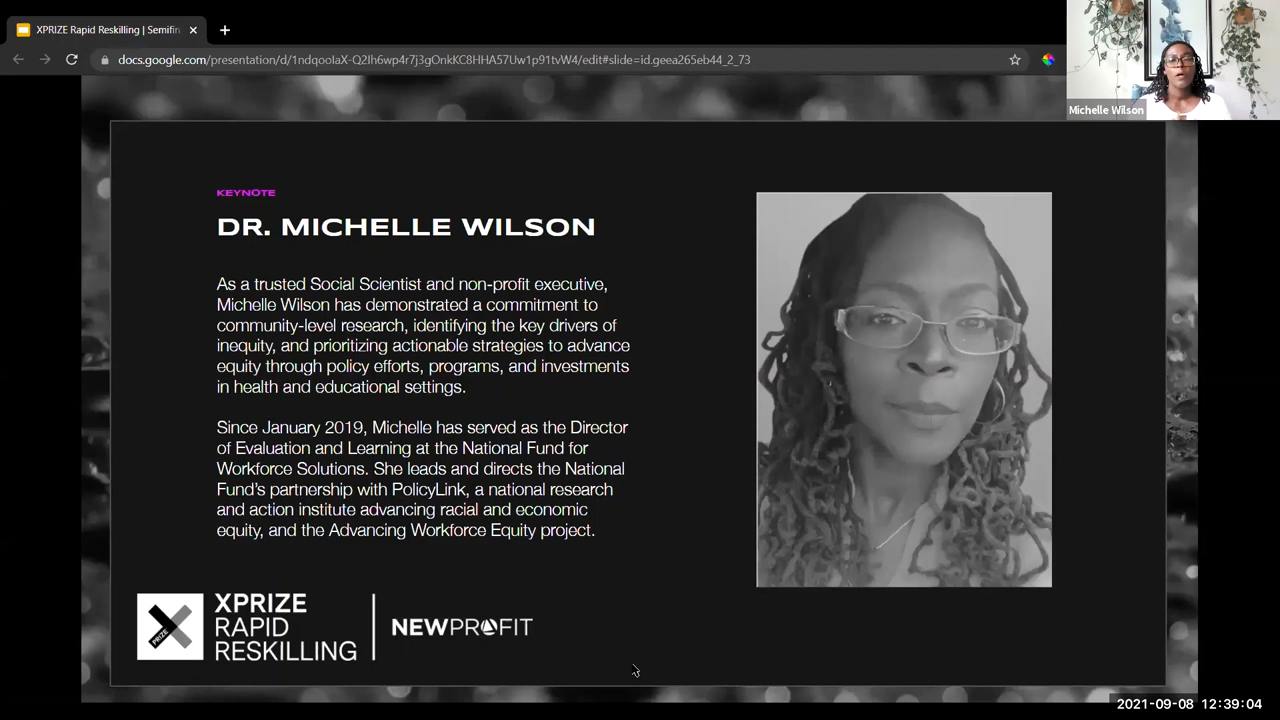 XPRIZE Rapid Reskilling | Semifin
docs.google.com/presentation/d/1ndqooIaX-Q2Ih6wp4r7j3gOnkKC8HHA57Uw1p91tvW4/edit#slide=id.geea265eb44_2_73
Michelle Wilson
KEYNOTE
DR. MICHELLE WILSON
As a trusted Social Scientist and non-profit executive,
Michelle Wilson has demonstrated a commitment to
community-level research, identifying the key drivers of
inequity, and prioritizing actionable strategies to advance
equity through policy efforts, programs, and investments
in health and educational settings.
Since January 2019, Michelle has served as the Director
of Evaluation and Learning at the National Fund for
Workforce Solutions. She leads and directs the National
Fund's partnership with PolicyLink, a national research
and action institute advancing racial and economic
equity, and the Advancing Workforce Equity project.
PRIZE
XPRIZE
RAPID
RESKILLING
NEWPROFIT
2021-09-08 12:39:04